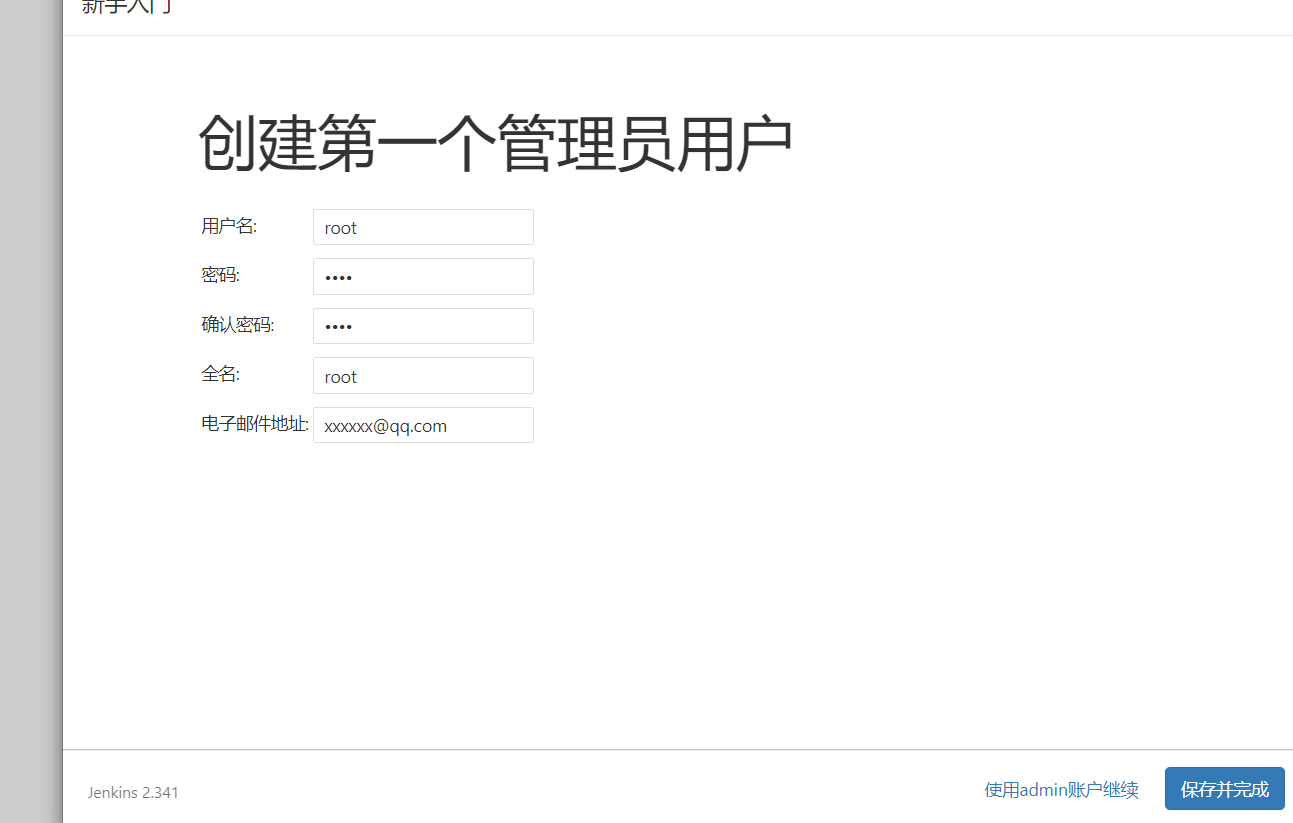 新手入门
创建第一个管理员用户
用户名: root
密码: ••••
确认密码: ••••
全名: root
电子邮件地址: xxxxxx@qq.com
Jenkins 2.341 使用admin账户继续 保存并完成